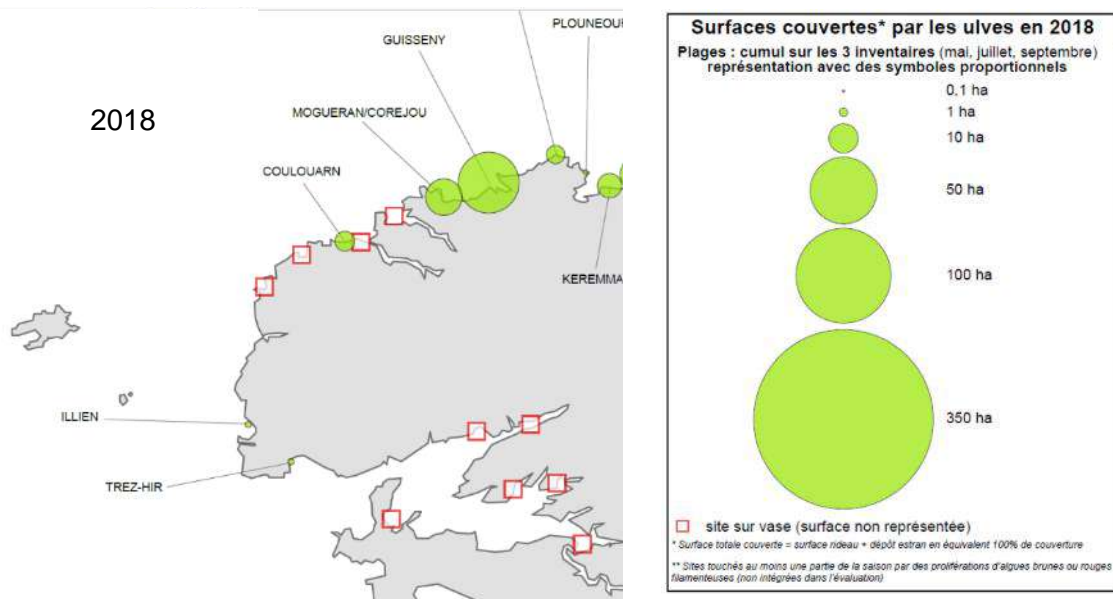 2018
PLOUNEOUR
GUISSENY
MOGUERAN/COREJOU
COULOUARN
KEREMMA
ILLIEN
TREZ-HIR
Surfaces couvertes* par les ulves en 2018
Plages : cumul sur les 3 inventaires (mai, juillet, septembre)
représentation avec des symboles proportionnels
0,1 ha
1 ha
10 ha
50 ha
100 ha
350 ha
site sur vase (surface non représentée)
* Surface totale couverte = surface rideau + dépôt estran en équivalent 100% de couverture
** Sites touchés au moins une partie de la saison par des proliférations d'algues brunes ou rouges
filamenteuses (non intégrées dans l'évaluation)